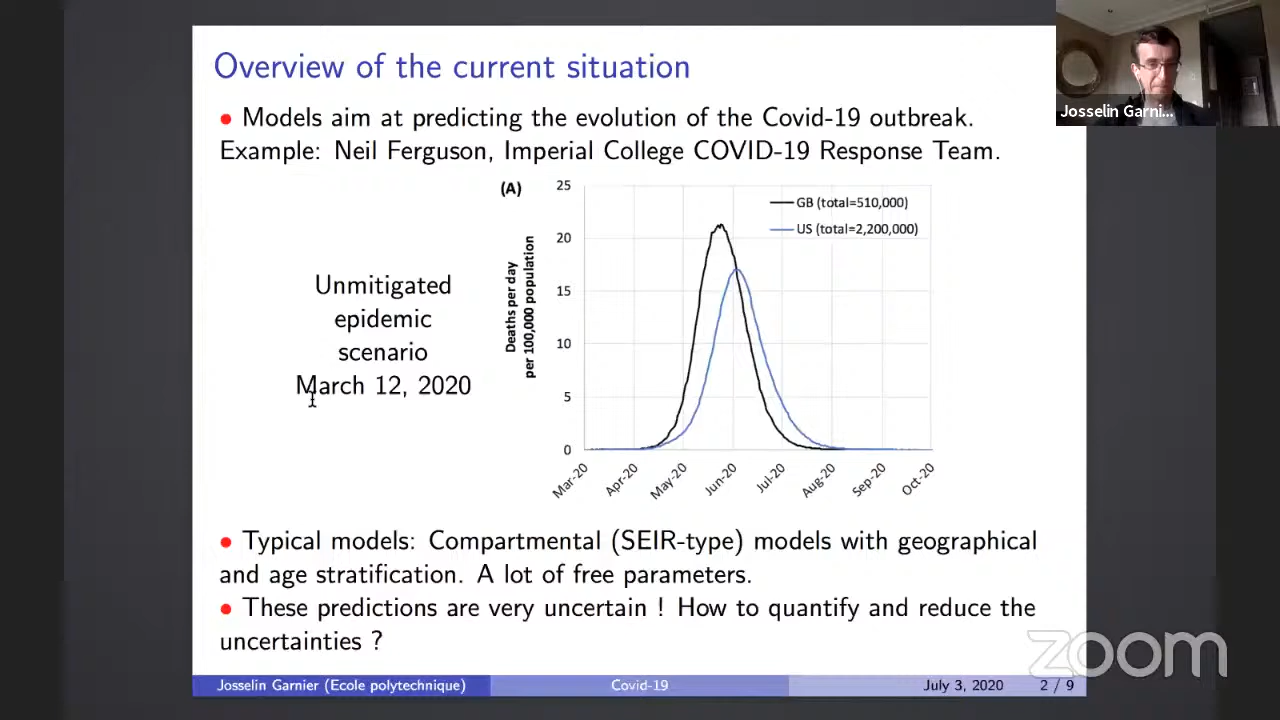 Overview of the current situation
• Models aim at predicting the evolution of the Covid-19 outbreak.
Example: Neil Ferguson, Imperial College COVID-19 Response Team.
Unmitigated
epidemic
scenario
March 12, 2020
(A)
Deaths per day
per 100,000 population
25
20
15
10
5
0
GB (total=510,000)
US (total=2,200,000)
Mar-20
Apr-20
May-20
Jun-20
Jul-20
Aug-20
Sep-20
Oct-20
• Typical models: Compartmental (SEIR-type) models with geographical
and age stratification. A lot of free parameters.
• These predictions are very uncertain ! How to quantify and reduce the
uncertainties ?
Josselin Garnier (Ecole polytechnique) Covid-19 July 3, 2020 2 / 9
Josselin Garni...
zoom